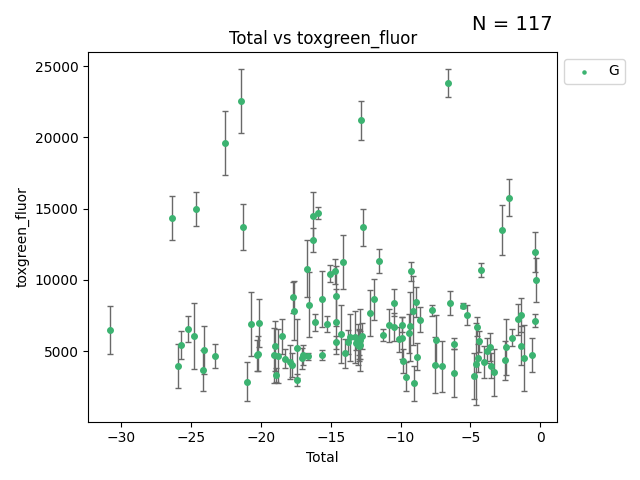 N = 117
Total vs toxgreen_fluor
G
25000
20000
15000
10000
5000
toxgreen_fluor
−30 −25 −20 −15 −10 −5 0
Total